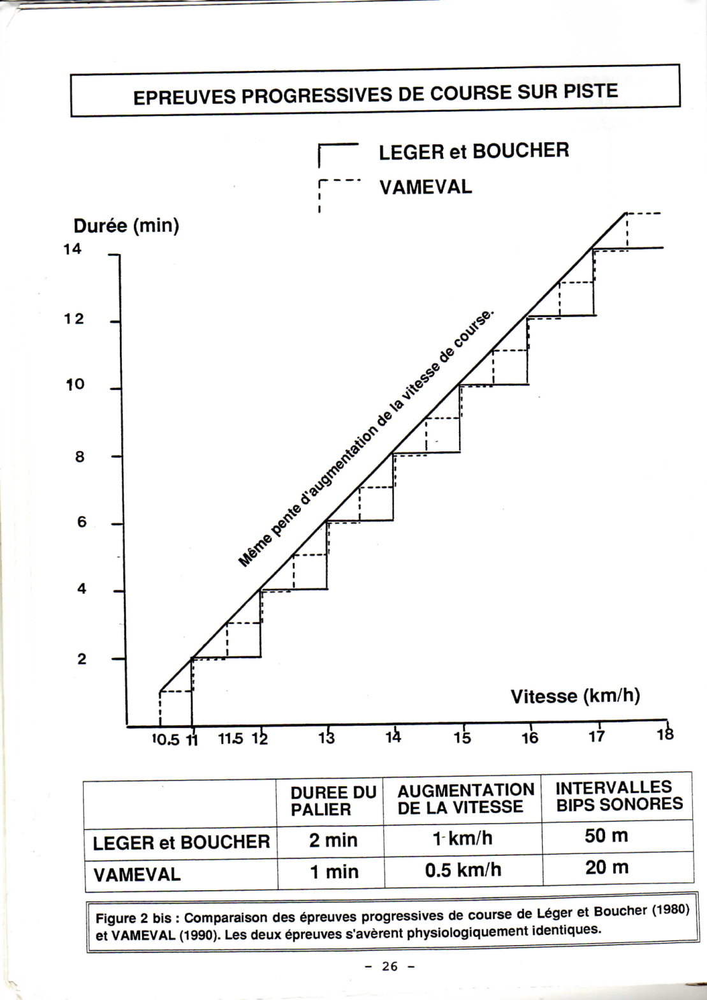 EPREUVES PROGRESSIVES DE COURSE SUR PISTE
LEGER et BOUCHER
VAMEVAL
Durée (min)
14
12
10
8
6
4
2
Même pente d'augmentation de la vitesse de course.
Vitesse (km/h)
10.5 11 11.5 12 13 14 15 16 17 18
DUREE DU PALIER
AUGMENTATION DE LA VITESSE
INTERVALLES BIPS SONORES
LEGER et BOUCHER 2 min 1 km/h 50 m
VAMEVAL 1 min 0.5 km/h 20 m
Figure 2 bis : Comparaison des épreuves progressives de course de Léger et Boucher (1980)
et VAMEVAL (1990). Les deux épreuves s'avèrent physiologiquement identiques.
- 26 -